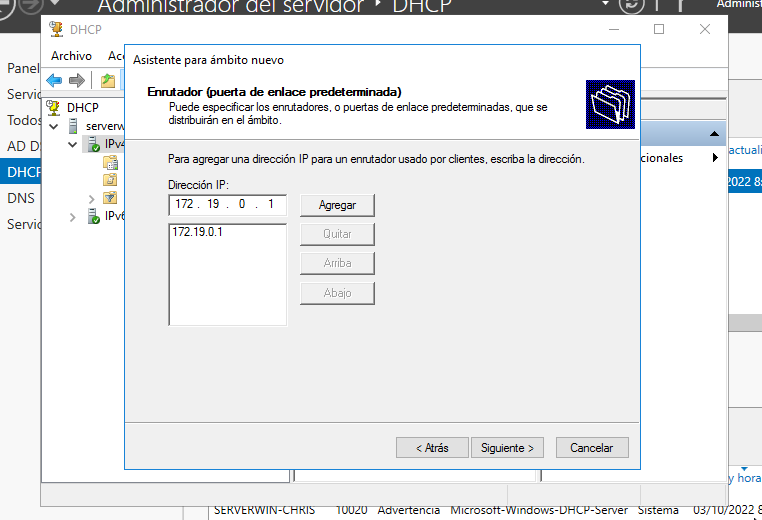 Administrador del servidor DHCP
Administ
DHCP
Archivo
Panel
Servic
Todos
AD D
DHCP
DNS
Servic
DHCP
serverw
IPv4
IPv6
Asistente para ámbito nuevo
Enrutador (puerta de enlace predeterminada)
Puede especificar los enrutadores, o puertas de enlace predeterminadas, que se
distribuirán en el ámbito.
Para agregar una dirección IP para un enrutador usado por clientes, escriba la dirección.
Dirección IP:
172 . 19 . 0 . 1
Agregar
172.19.0.1
Quitar
Arriba
Abajo
< Atrás
Siguiente >
Cancelar
cionales
actuali
2022 8:
y hora
SERVERWIN-CHRIS 10020 Advertencia Microsoft-Windows-DHCP-Server Sistema 03/10/2022 8